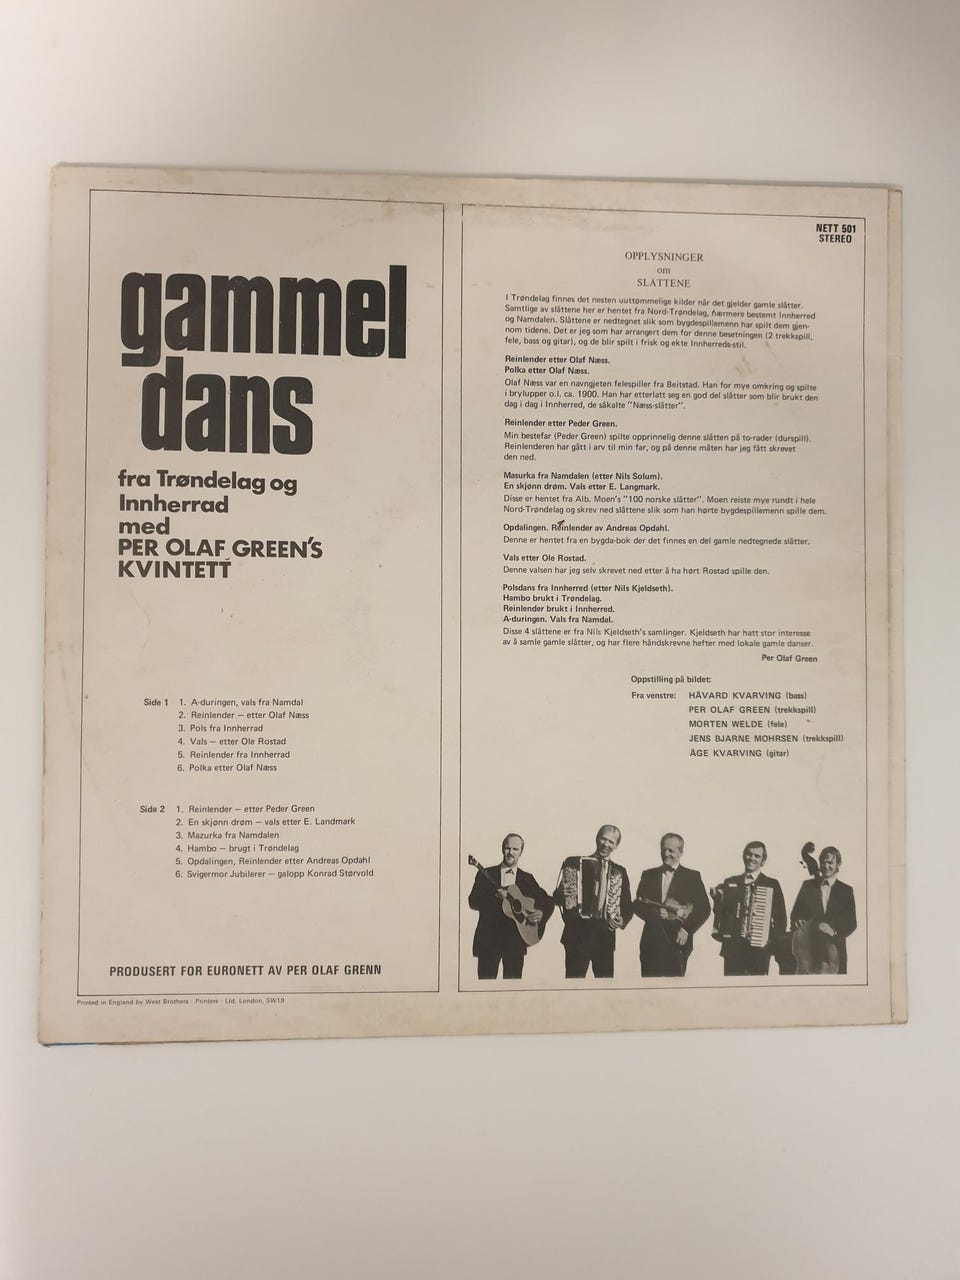 gammel
dans
fra Trøndelag og
Innherrad
med
PER OLAF GREEN'S
KVINTETT
Side 1 1. A-duringen, vals fra Namdal
2. Reinlender – etter Olaf Næss
3. Pols fra Innherrad
4. Vals – etter Ole Rostad
5. Reinlender fra Innherrad
6. Polka etter Olaf Næss
Side 2 1. Reinlender – etter Peder Green
2. En skjønn drøm – vals etter E. Landmark
3. Mazurka fra Namdalen
4. Hambo – brugt i Trøndelag
5. Opdalingen, Reinlender etter Andreas Opdahl
6. Svigermor Jubilerer – galopp Konrad Størvold
PRODUSERT FOR EURONETT AV PER OLAF GRENN
Printed in England by West Brothers · Printers · Ltd. London, SW19
NETT 501
STEREO
OPPLYSNINGER
om
SLÅTTENE
I Trøndelag finnes det nesten uuttømmelige kilder når det gjelder gamle slåtter.
Samtlige av slåttene her er hentet fra Nord-Trøndelag, nærmere bestemt Innherred
og Namdalen. Slåttene er nedtegnet slik som bygdespillemenn har spilt dem gjen-
nom tidene. Det er jeg som har arrangert dem for denne besetningen (2 trekkspill,
fele, bass og gitar), og de blir spilt i frisk og ekte Innherreds-stil.
Reinlender etter Olaf Næss.
Polka etter Olaf Næss.
Olaf Næss var en navngjeten felespiller fra Beitstad. Han for mye omkring og spilte
i brylupper o.l. ca. 1900. Han har etterlatt seg en god del slåtter som blir brukt den
dag i dag i Innherred, de såkalte "Næss-slåtter".
Reinlender etter Peder Green.
Min bestefar (Peder Green) spilte opprinnelig denne slåtten på to-rader (durspill).
Reinlenderen har gått i arv til min far, og på denne måten har jeg fått skrevet
den ned.
Masurka fra Namdalen (etter Nils Solum).
En skjønn drøm. Vals etter E. Langmark.
Disse er hentet fra Alb. Moen's "100 norske slåtter". Moen reiste mye rundt i hele
Nord-Trøndelag og skrev ned slåttene slik som han hørte bygdespillemenn spille dem.
Opdalingen. Reinlender av Andreas Opdahl.
Denne er hentet fra en bygda-bok der det finnes en del gamle nedtegnede slåtter.
Vals etter Ole Rostad.
Denne valsen har jeg selv skrevet ned etter å ha hørt Rostad spille den.
Polsdans fra Innherred (etter Nils Kjeldseth).
Hambo brukt i Trøndelag.
Reinlender brukt i Innherred.
A-duringen. Vals fra Namdal.
Disse 4 slåttene er fra Nils Kjeldseth's samlinger. Kjeldseth har hatt stor interesse
av å samle gamle slåtter, og har flere håndskrevne hefter med lokale gamle danser.
Per Olaf Green
Oppstilling på bildet:
Fra venstre: HÅVARD KVARVING (bass)
PER OLAF GREEN (trekkspill)
MORTEN WELDE (fele)
JENS BJARNE MOHRSEN (trekkspill)
ÅGE KVARVING (gitar)